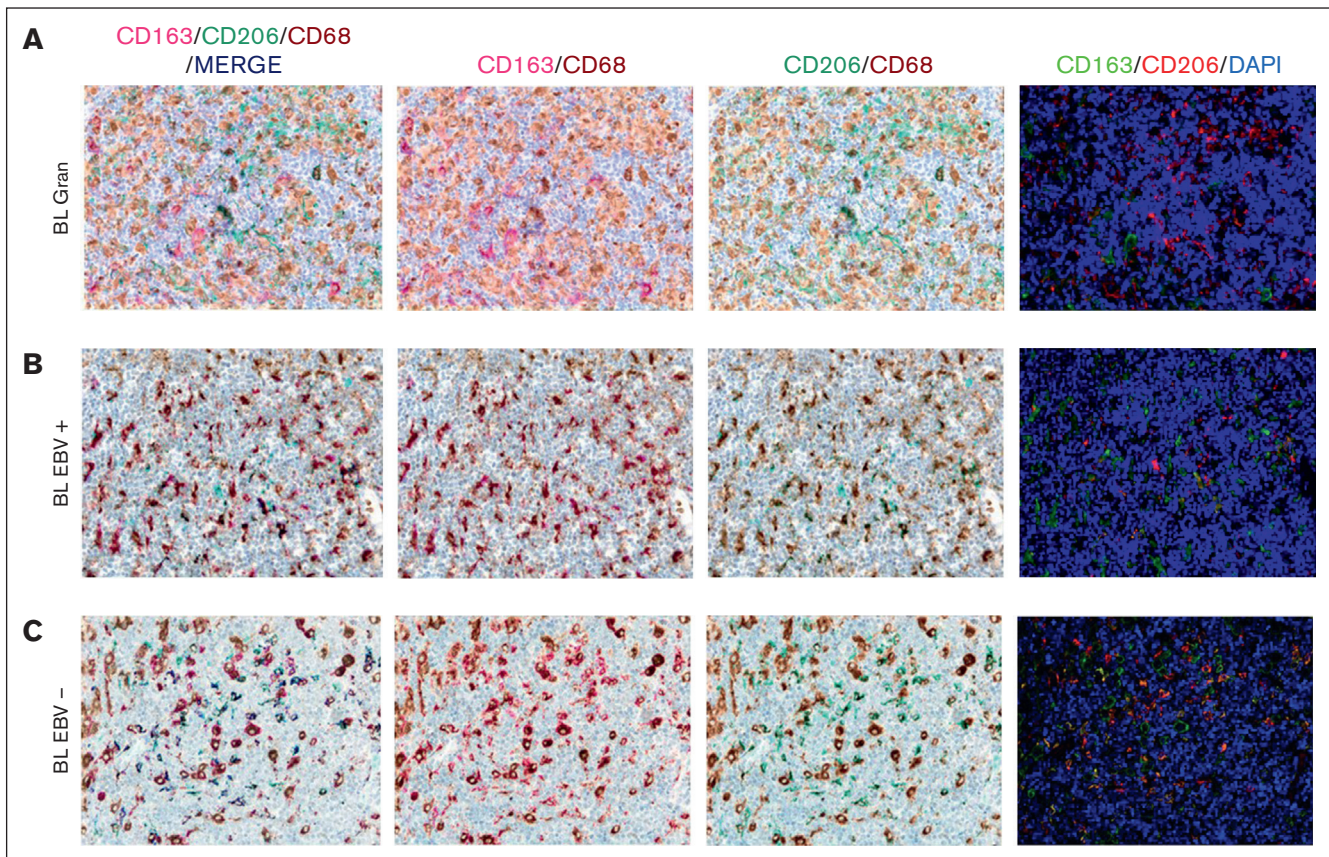 A
CD163/CD206/CD68
/MERGE
CD163/CD68
CD206/CD68
CD163/CD206/DAPI
BL Gran
B
BL EBV +
C
BL EBV −